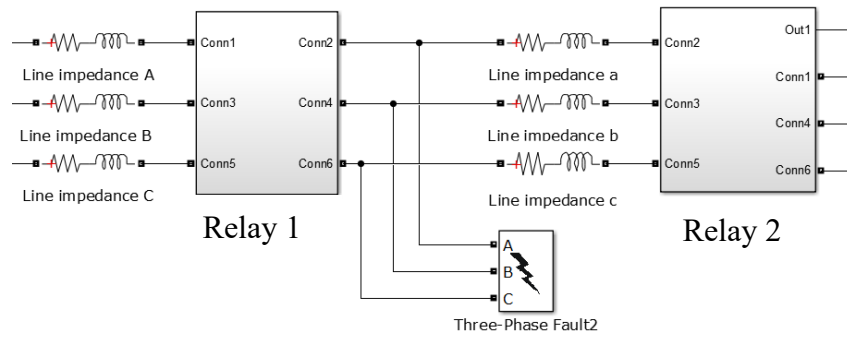 Out1
Conn1 Conn2 Conn2
Conn1
Line impedance A
Line impedance a
Conn3 Conn4 Conn3
Conn4
Line impedance B
Line impedance b
Conn5 Conn6 Conn5
Conn6
Line impedance C
Line impedance c
Relay 1
Relay 2
A
B
C
Three-Phase Fault2